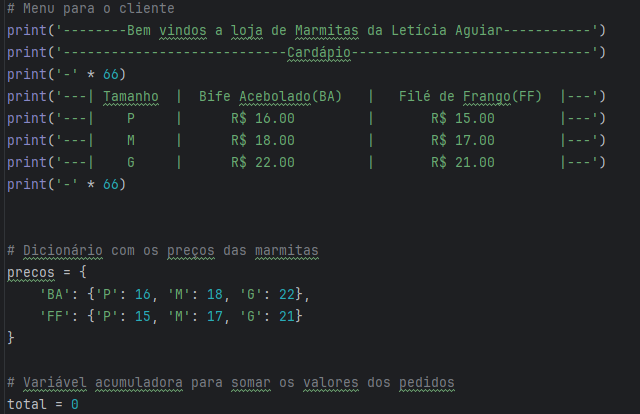 # Menu para o cliente
print('--------Bem vindos a loja de Marmitas da Letícia Aguiar-----------')
print('----------------------------Cardápio------------------------------')
print('-' * 66)
print('---| Tamanho  |  Bife Acebolado(BA)   |   Filé de Frango(FF)  |---')
print('---|    P     |      R$ 16.00         |       R$ 15.00        |---')
print('---|    M     |      R$ 18.00         |       R$ 17.00        |---')
print('---|    G     |      R$ 22.00         |       R$ 21.00        |---')
print('-' * 66)
# Dicionário com os preços das marmitas
precos = {
    'BA': {'P': 16, 'M': 18, 'G': 22},
    'FF': {'P': 15, 'M': 17, 'G': 21}
}
# Variável acumuladora para somar os valores dos pedidos
total = 0